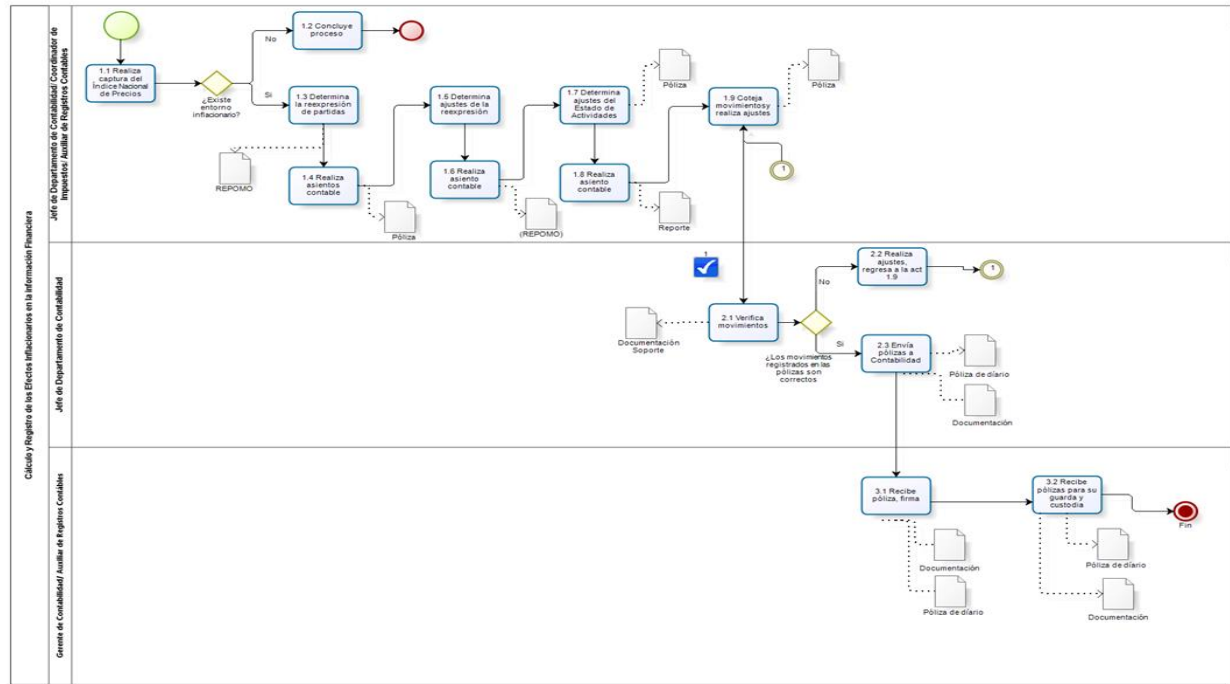 Cálculo y Registro de los Efectos Inflacionarios en la información Financiera
Jefe de Departamento de Contabilidad/ Coordinador de
Impuestos/ Auxiliar de Registros Contables
1.1 Realiza
captura del
Índice Nacional
de Precios
¿Existe
entorno
inflacionario?
No
Si
1.2 Concluye
proceso
1.3 Determina
la reexpresión
de partidas
REPOMO
1.4 Realiza
asientos
contable
Póliza
1.5 Determina
ajustes de la
reexpresión
1.6 Realiza
asiento
contable
(REPOMO)
1.7 Determina
ajustes del
Estado de
Actividades
Póliza
1.8 Realiza
asiento
contable
Reporte
1.9 Coteja
movimientosy
realiza ajustes
Póliza
1
Jefe de Departamento de Contabilidad
1
2.1 Verifica
movimientos
Documentación
Soporte
¿Los movimentos
registrados en las
pólizas son
correctos
No
Si
2.2 Realiza
ajustes,
regresa a la act
1.9
1
2.3 Envía
pólizas a
Contabilidad
Póliza de diario
Documentación
Gerente de Contabilidad/ Auxiliar de Registros Contábles
3.1 Recibe
póliza, firma
Documentación
Póliza de díario
3.2 Recibe
pólizas para su
guarda y
custodia
Póliza de díario
Documentación
Fin